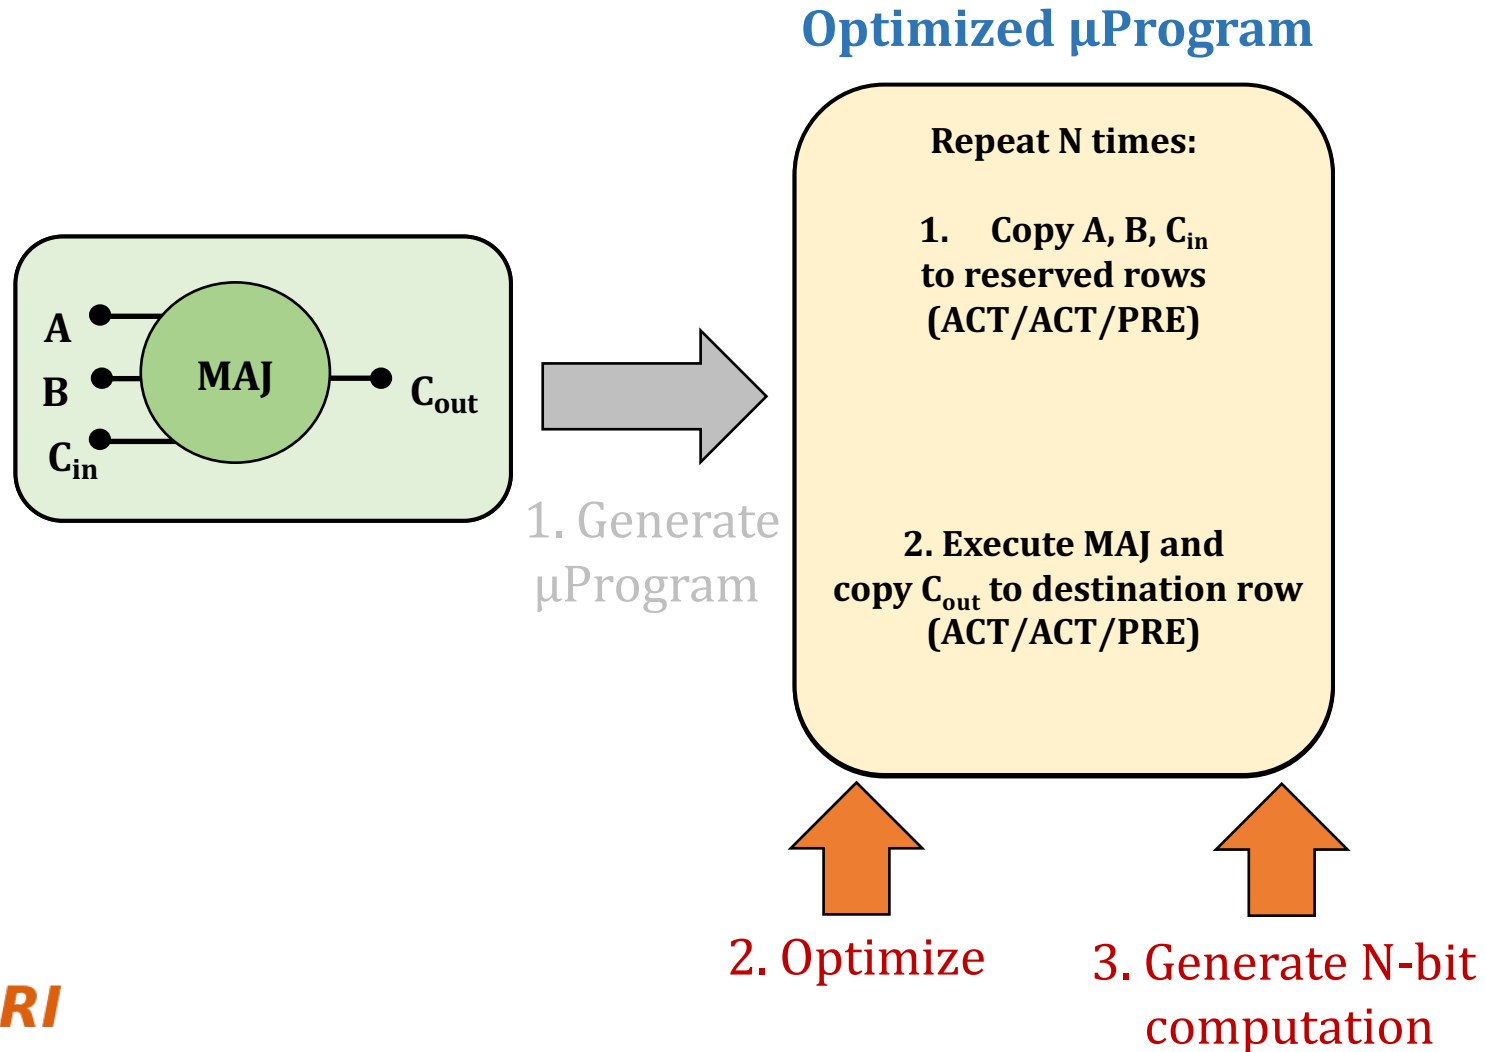 Optimized μProgram
Repeat N times:
1. Copy A, B, Cin
to reserved rows
(ACT/ACT/PRE)
A
B
Cin
MAJ
Cout
1. Generate
μProgram
2. Execute MAJ and
copy Cout to destination row
(ACT/ACT/PRE)
2. Optimize
3. Generate N-bit
computation
RI